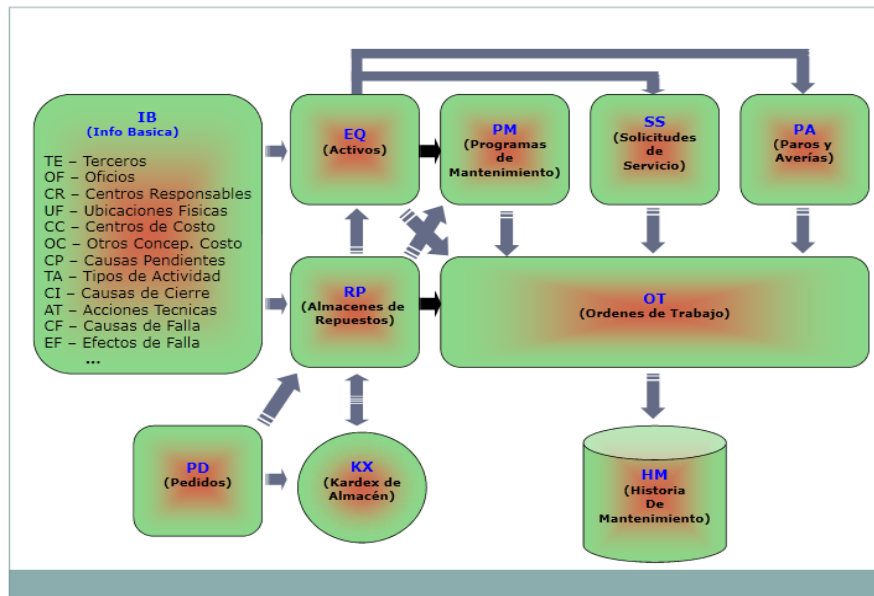 IB
(Info Basica)
TE – Terceros
OF – Oficios
CR – Centros Responsables
UF – Ubicaciones Fisicas
CC – Centros de Costo
OC – Otros Concep. Costo
CP – Causas Pendientes
TA – Tipos de Actividad
CI – Causas de Cierre
AT – Acciones Tecnicas
CF – Causas de Falla
EF – Efectos de Falla
...
EQ
(Activos)
PM
(Programas
de
Mantenimiento)
SS
(Solicitudes
de
Servicio)
PA
(Paros y
Averías)
RP
(Almacenes de
Repuestos)
OT
(Ordenes de Trabajo)
PD
(Pedidos)
KX
(Kardex de
Almacén)
HM
(Historia
De
Mantenimiento)